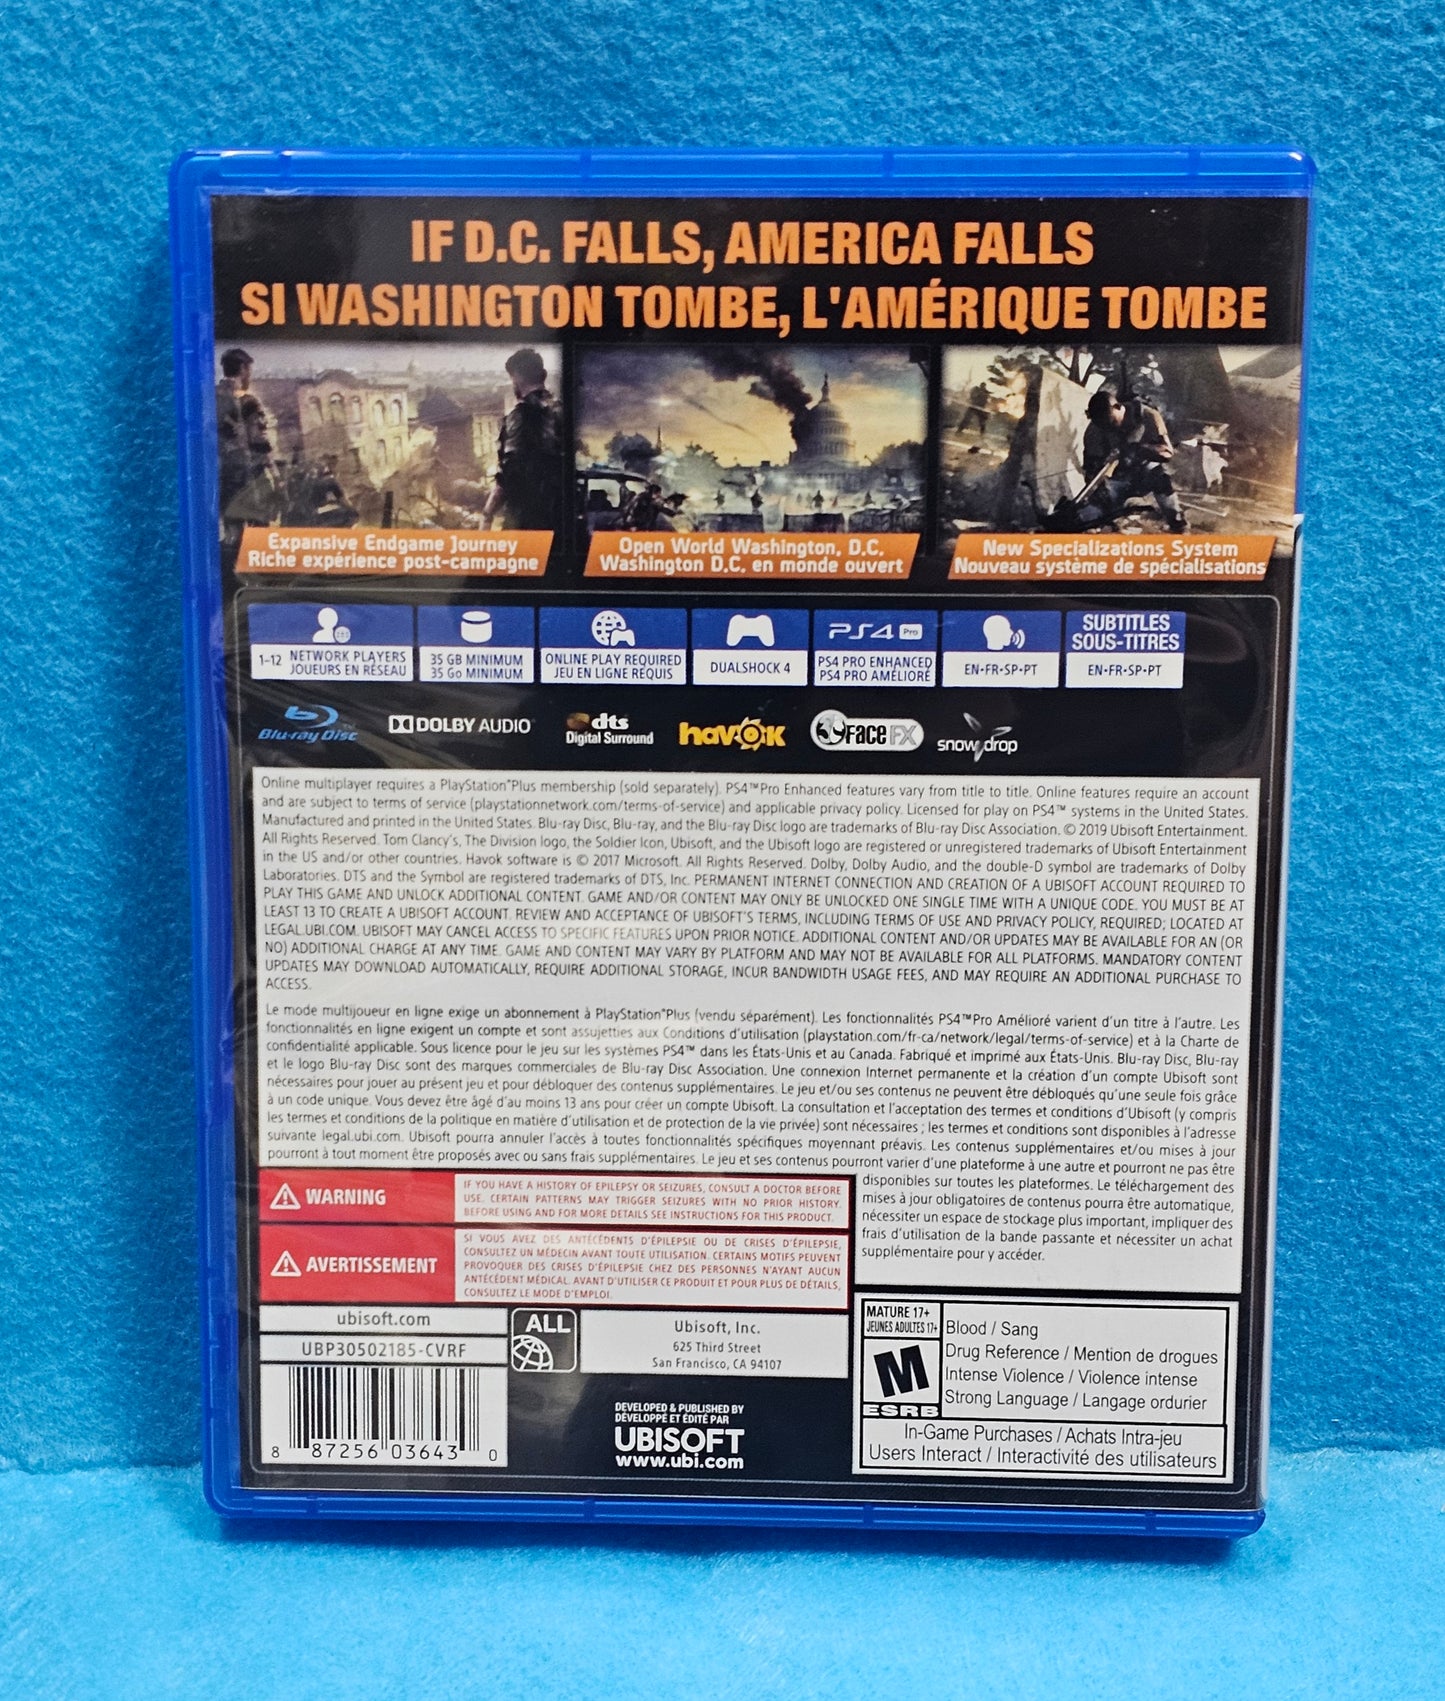 IF D.C. FALLS, AMERICA FALLS
SI WASHINGTON TOMBE, L'AMÉRIQUE TOMBE
Expansive Endgame Journey
Riche expérience post-campagne
Open World Washington, D.C.
Washington D.C. en monde ouvert
New Specializations System
Nouveau système de spécialisations
1-12 NETWORK PLAYERS
JOUEURS EN RÉSEAU
35 GB MINIMUM
35 Go MINIMUM
ONLINE PLAY REQUIRED
JEU EN LIGNE REQUIS
DUALSHOCK 4
PS4 Pro
PS4 PRO ENHANCED
PS4 PRO AMÉLIORÉ
EN•FR•SP•PT
SUBTITLES
SOUS-TITRES
EN•FR•SP•PT
Blu-ray Disc
DOLBY AUDIO
dts
Digital Surround
havok
FaceFX
snowdrop
Online multiplayer requires a PlayStation®Plus membership (sold separately). PS4™Pro Enhanced features vary from title to title. Online features require an account
and are subject to terms of service (playstationnetwork.com/terms-of-service) and applicable privacy policy. Licensed for play on PS4™ systems in the United States.
Manufactured and printed in the United States. Blu-ray Disc, Blu-ray, and the Blu-ray Disc logo are trademarks of Blu-ray Disc Association. © 2019 Ubisoft Entertainment.
All Rights Reserved. Tom Clancy's, The Division logo, the Soldier Icon, Ubisoft, and the Ubisoft logo are registered or unregistered trademarks of Ubisoft Entertainment
in the US and/or other countries. Havok software is © 2017 Microsoft. All Rights Reserved. Dolby, Dolby Audio, and the double-D symbol are trademarks of Dolby
Laboratories. DTS and the Symbol are registered trademarks of DTS, Inc. PERMANENT INTERNET CONNECTION AND CREATION OF A UBISOFT ACCOUNT REQUIRED TO
PLAY THIS GAME AND UNLOCK ADDITIONAL CONTENT. GAME AND/OR CONTENT MAY ONLY BE UNLOCKED ONE SINGLE TIME WITH A UNIQUE CODE. YOU MUST BE AT
LEAST 13 TO CREATE A UBISOFT ACCOUNT. REVIEW AND ACCEPTANCE OF UBISOFT'S TERMS, INCLUDING TERMS OF USE AND PRIVACY POLICY, REQUIRED; LOCATED AT
LEGAL.UBI.COM. UBISOFT MAY CANCEL ACCESS TO SPECIFIC FEATURES UPON PRIOR NOTICE. ADDITIONAL CONTENT AND/OR UPDATES MAY BE AVAILABLE FOR AN (OR
NO) ADDITIONAL CHARGE AT ANY TIME. GAME AND CONTENT MAY VARY BY PLATFORM AND MAY NOT BE AVAILABLE FOR ALL PLATFORMS. MANDATORY CONTENT
UPDATES MAY DOWNLOAD AUTOMATICALLY, REQUIRE ADDITIONAL STORAGE, INCUR BANDWIDTH USAGE FEES, AND MAY REQUIRE AN ADDITIONAL PURCHASE TO
ACCESS.
Le mode multijoueur en ligne exige un abonnement à PlayStation®Plus (vendu séparément). Les fonctionnalités PS4™Pro Amélioré varient d'un titre à l'autre. Les
fonctionnalités en ligne exigent un compte et sont assujetties aux Conditions d'utilisation (playstation.com/fr-ca/network/legal/terms-of-service) et à la Charte de
confidentialité applicable. Sous licence pour le jeu sur les systèmes PS4™ dans les États-Unis et au Canada. Fabriqué et imprimé aux États-Unis. Blu-ray Disc, Blu-ray
et le logo Blu-ray Disc sont des marques commerciales de Blu-ray Disc Association. Une connexion Internet permanente et la création d'un compte Ubisoft sont
nécessaires pour jouer au présent jeu et pour débloquer des contenus supplémentaires. Le jeu et/ou ses contenus ne peuvent être débloqués qu'une seule fois grâce
à un code unique. Vous devez être âgé d'au moins 13 ans pour créer un compte Ubisoft. La consultation et l'acceptation des termes et conditions d'Ubisoft (y compris
les termes et conditions de la politique en matière d'utilisation et de protection de la vie privée) sont nécessaires ; les termes et conditions sont disponibles à l'adresse
suivante legal.ubi.com. Ubisoft pourra annuler l'accès à toutes fonctionnalités spécifiques moyennant préavis. Les contenus supplémentaires et/ou mises à jour
pourront à tout moment être proposés avec ou sans frais supplémentaires. Le jeu et ses contenus pourront varier d'une plateforme à une autre et pourront ne pas être
disponibles sur toutes les plateformes. Le téléchargement des
mises à jour obligatoires de contenus pourra être automatique,
nécessiter un espace de stockage plus important, impliquer des
frais d'utilisation de la bande passante et nécessiter un achat
supplémentaire pour y accéder.
WARNING
IF YOU HAVE A HISTORY OF EPILEPSY OR SEIZURES, CONSULT A DOCTOR BEFORE
USE. CERTAIN PATTERNS MAY TRIGGER SEIZURES WITH NO PRIOR HISTORY.
BEFORE USING AND FOR MORE DETAILS SEE INSTRUCTIONS FOR THIS PRODUCT.
AVERTISSEMENT
SI VOUS AVEZ DES ANTÉCÉDENTS D'ÉPILEPSIE OU DE CRISES D'ÉPILEPSIE,
CONSULTEZ UN MÉDECIN AVANT TOUTE UTILISATION. CERTAINS MOTIFS PEUVENT
PROVOQUER DES CRISES D'ÉPILEPSIE CHEZ DES PERSONNES N'AYANT AUCUN
ANTÉCÉDENT MÉDICAL. AVANT D'UTILISER CE PRODUIT ET POUR PLUS DE DÉTAILS,
CONSULTEZ LE MODE D'EMPLOI.
ubisoft.com
UBP30502185-CVRF
8 87256 03643 0
ALL
Ubisoft, Inc.
625 Third Street
San Francisco, CA 94107
DEVELOPED & PUBLISHED BY
DÉVELOPPÉ ET ÉDITÉ PAR
UBISOFT
www.ubi.com
MATURE 17+
JEUNES ADULTES 17+
M
ESRB
Blood / Sang
Drug Reference / Mention de drogues
Intense Violence / Violence intense
Strong Language / Langage ordurier
In-Game Purchases / Achats Intra-jeu
Users Interact / Interactivité des utilisateurs